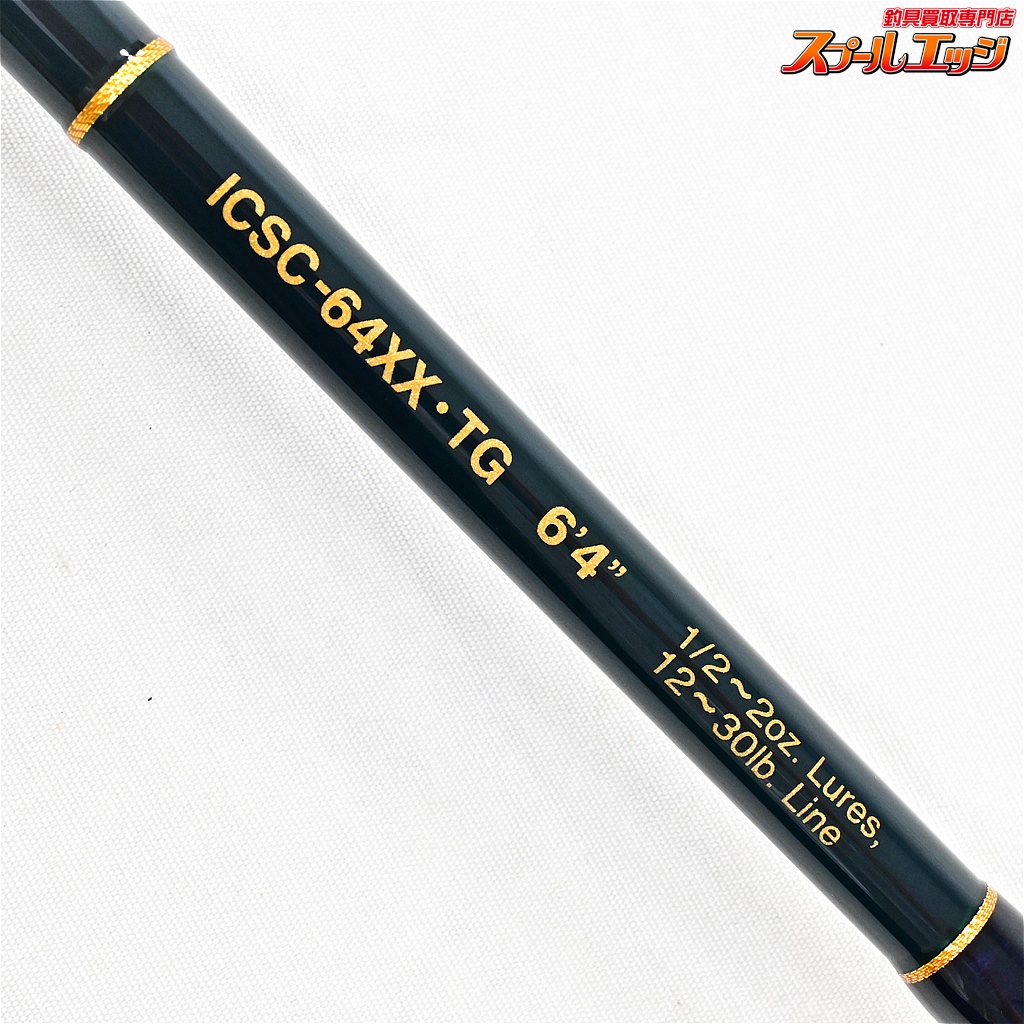 釣具買取専門店
スプールエッジ
ICSC-64XX・TG 6'4"
1/2～2oz. Lures,
12～30lb. Line